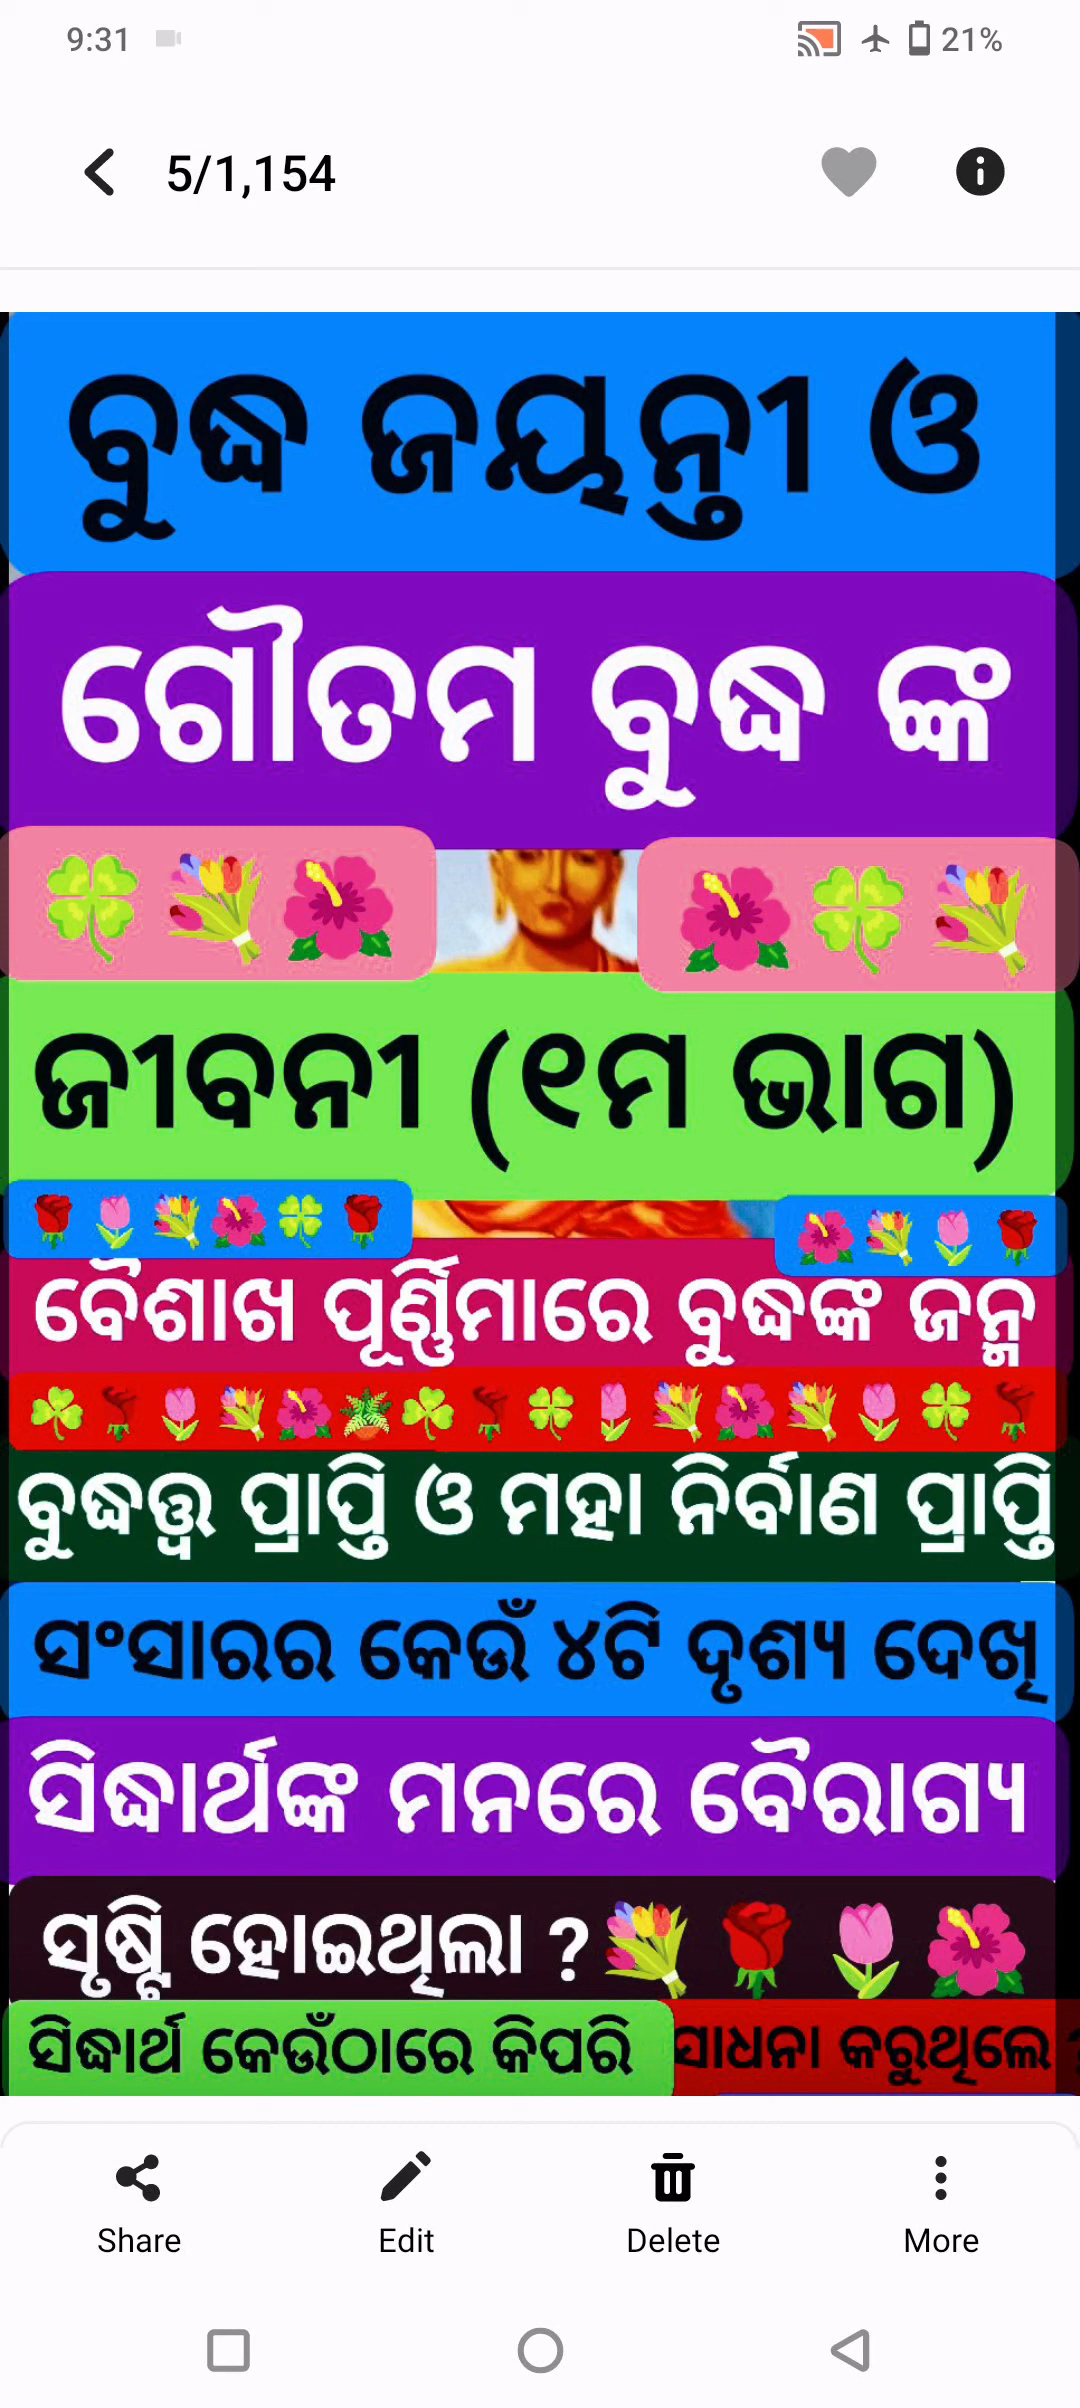 9:31 21%
5/1,154
ବୁଦ୍ଧ ଜୟନ୍ତୀ ଓ
ଗୌତମ ବୁଦ୍ଧ ଙ୍କ
ଜୀବନୀ (୧ମ ଭାଗ)
ବୈଶାଖ ପୂର୍ଣ୍ଣିମାରେ ବୁଦ୍ଧଙ୍କ ଜନ୍ମ
ବୁଦ୍ଧତ୍ତ୍ୱ ପ୍ରାପ୍ତି ଓ ମହା ନିର୍ବାଣ ପ୍ରାପ୍ତି
ସଂସାରର କେଉଁ ୪ଟି ଦୃଶ୍ୟ ଦେଖି
ସିଦ୍ଧାର୍ଥଙ୍କ ମନରେ ବୈରାଗ୍ୟ
ସୃଷ୍ଟି ହୋଇଥିଲା ?
ସିଦ୍ଧାର୍ଥ କେଉଁଠାରେ କିପରି ସାଧନା କରୁଥିଲେ ?
Share Edit Delete More